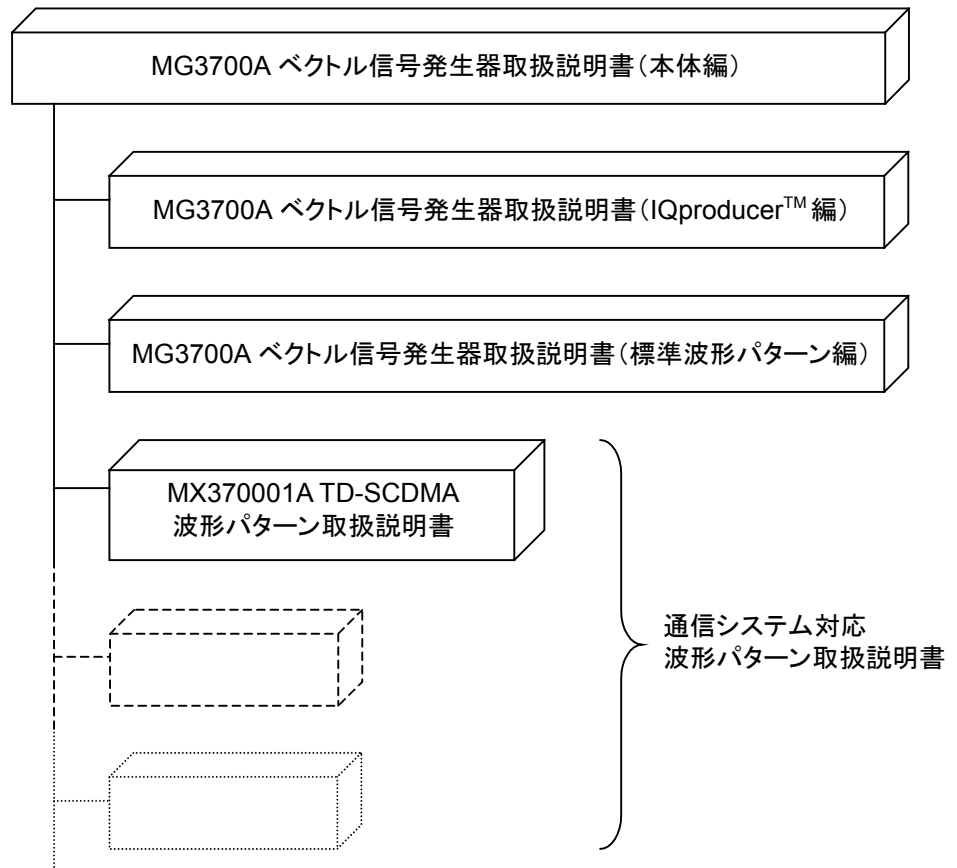 MG3700A ベクトル信号発生器取扱説明書（本体編）
MG3700A ベクトル信号発生器取扱説明書（IQproducer™ 編）
MG3700A ベクトル信号発生器取扱説明書（標準波形パターン編）
MX370001A TD-SCDMA
波形パターン取扱説明書
通信システム対応
波形パターン取扱説明書